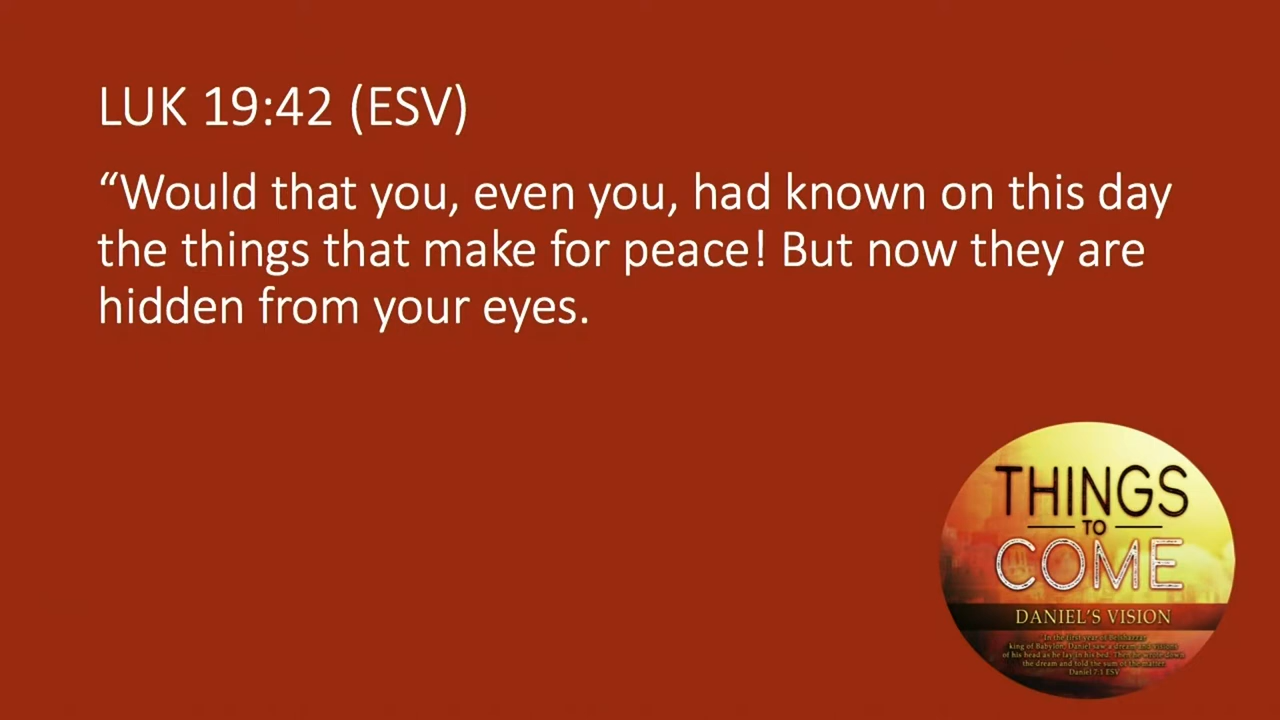 LUK 19:42 (ESV)
“Would that you, even you, had known on this day
the things that make for peace! But now they are
hidden from your eyes.
THINGS
TO
COME
DANIEL'S VISION
"In the first year of Belshazzar
king of Babylon, Daniel saw a dream and visions
of his head as he lay in his bed. Then he wrote down
the dream and told the sum of the matter.
Daniel 7:1 ESV